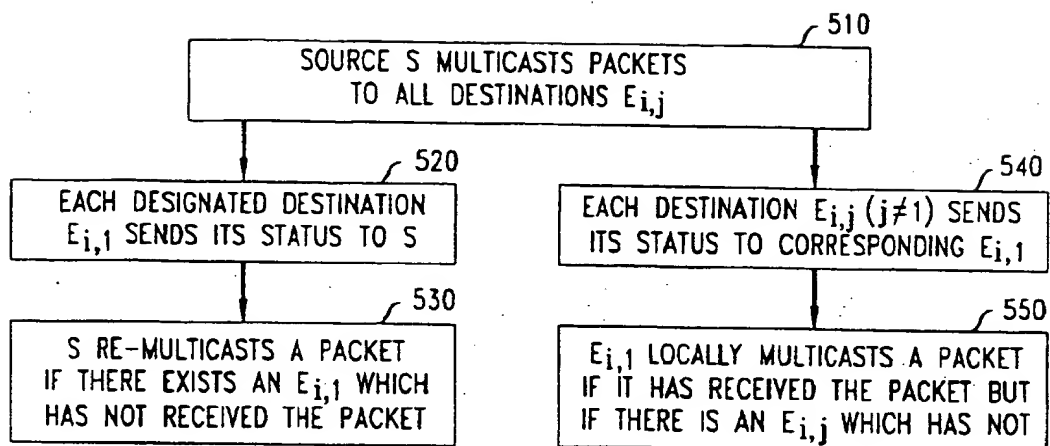 510
SOURCE S MULTICASTS PACKETS
TO ALL DESTINATIONS Ei,j
520
EACH DESIGNATED DESTINATION
Ei,1 SENDS ITS STATUS TO S
530
S RE-MULTICASTS A PACKET
IF THERE EXISTS AN Ei,1 WHICH
HAS NOT RECEIVED THE PACKET
540
EACH DESTINATION Ei,j (j≠1) SENDS
ITS STATUS TO CORRESPONDING Ei,1
550
Ei,1 LOCALLY MULTICASTS A PACKET
IF IT HAS RECEIVED THE PACKET BUT
IF THERE IS AN Ei,j WHICH HAS NOT